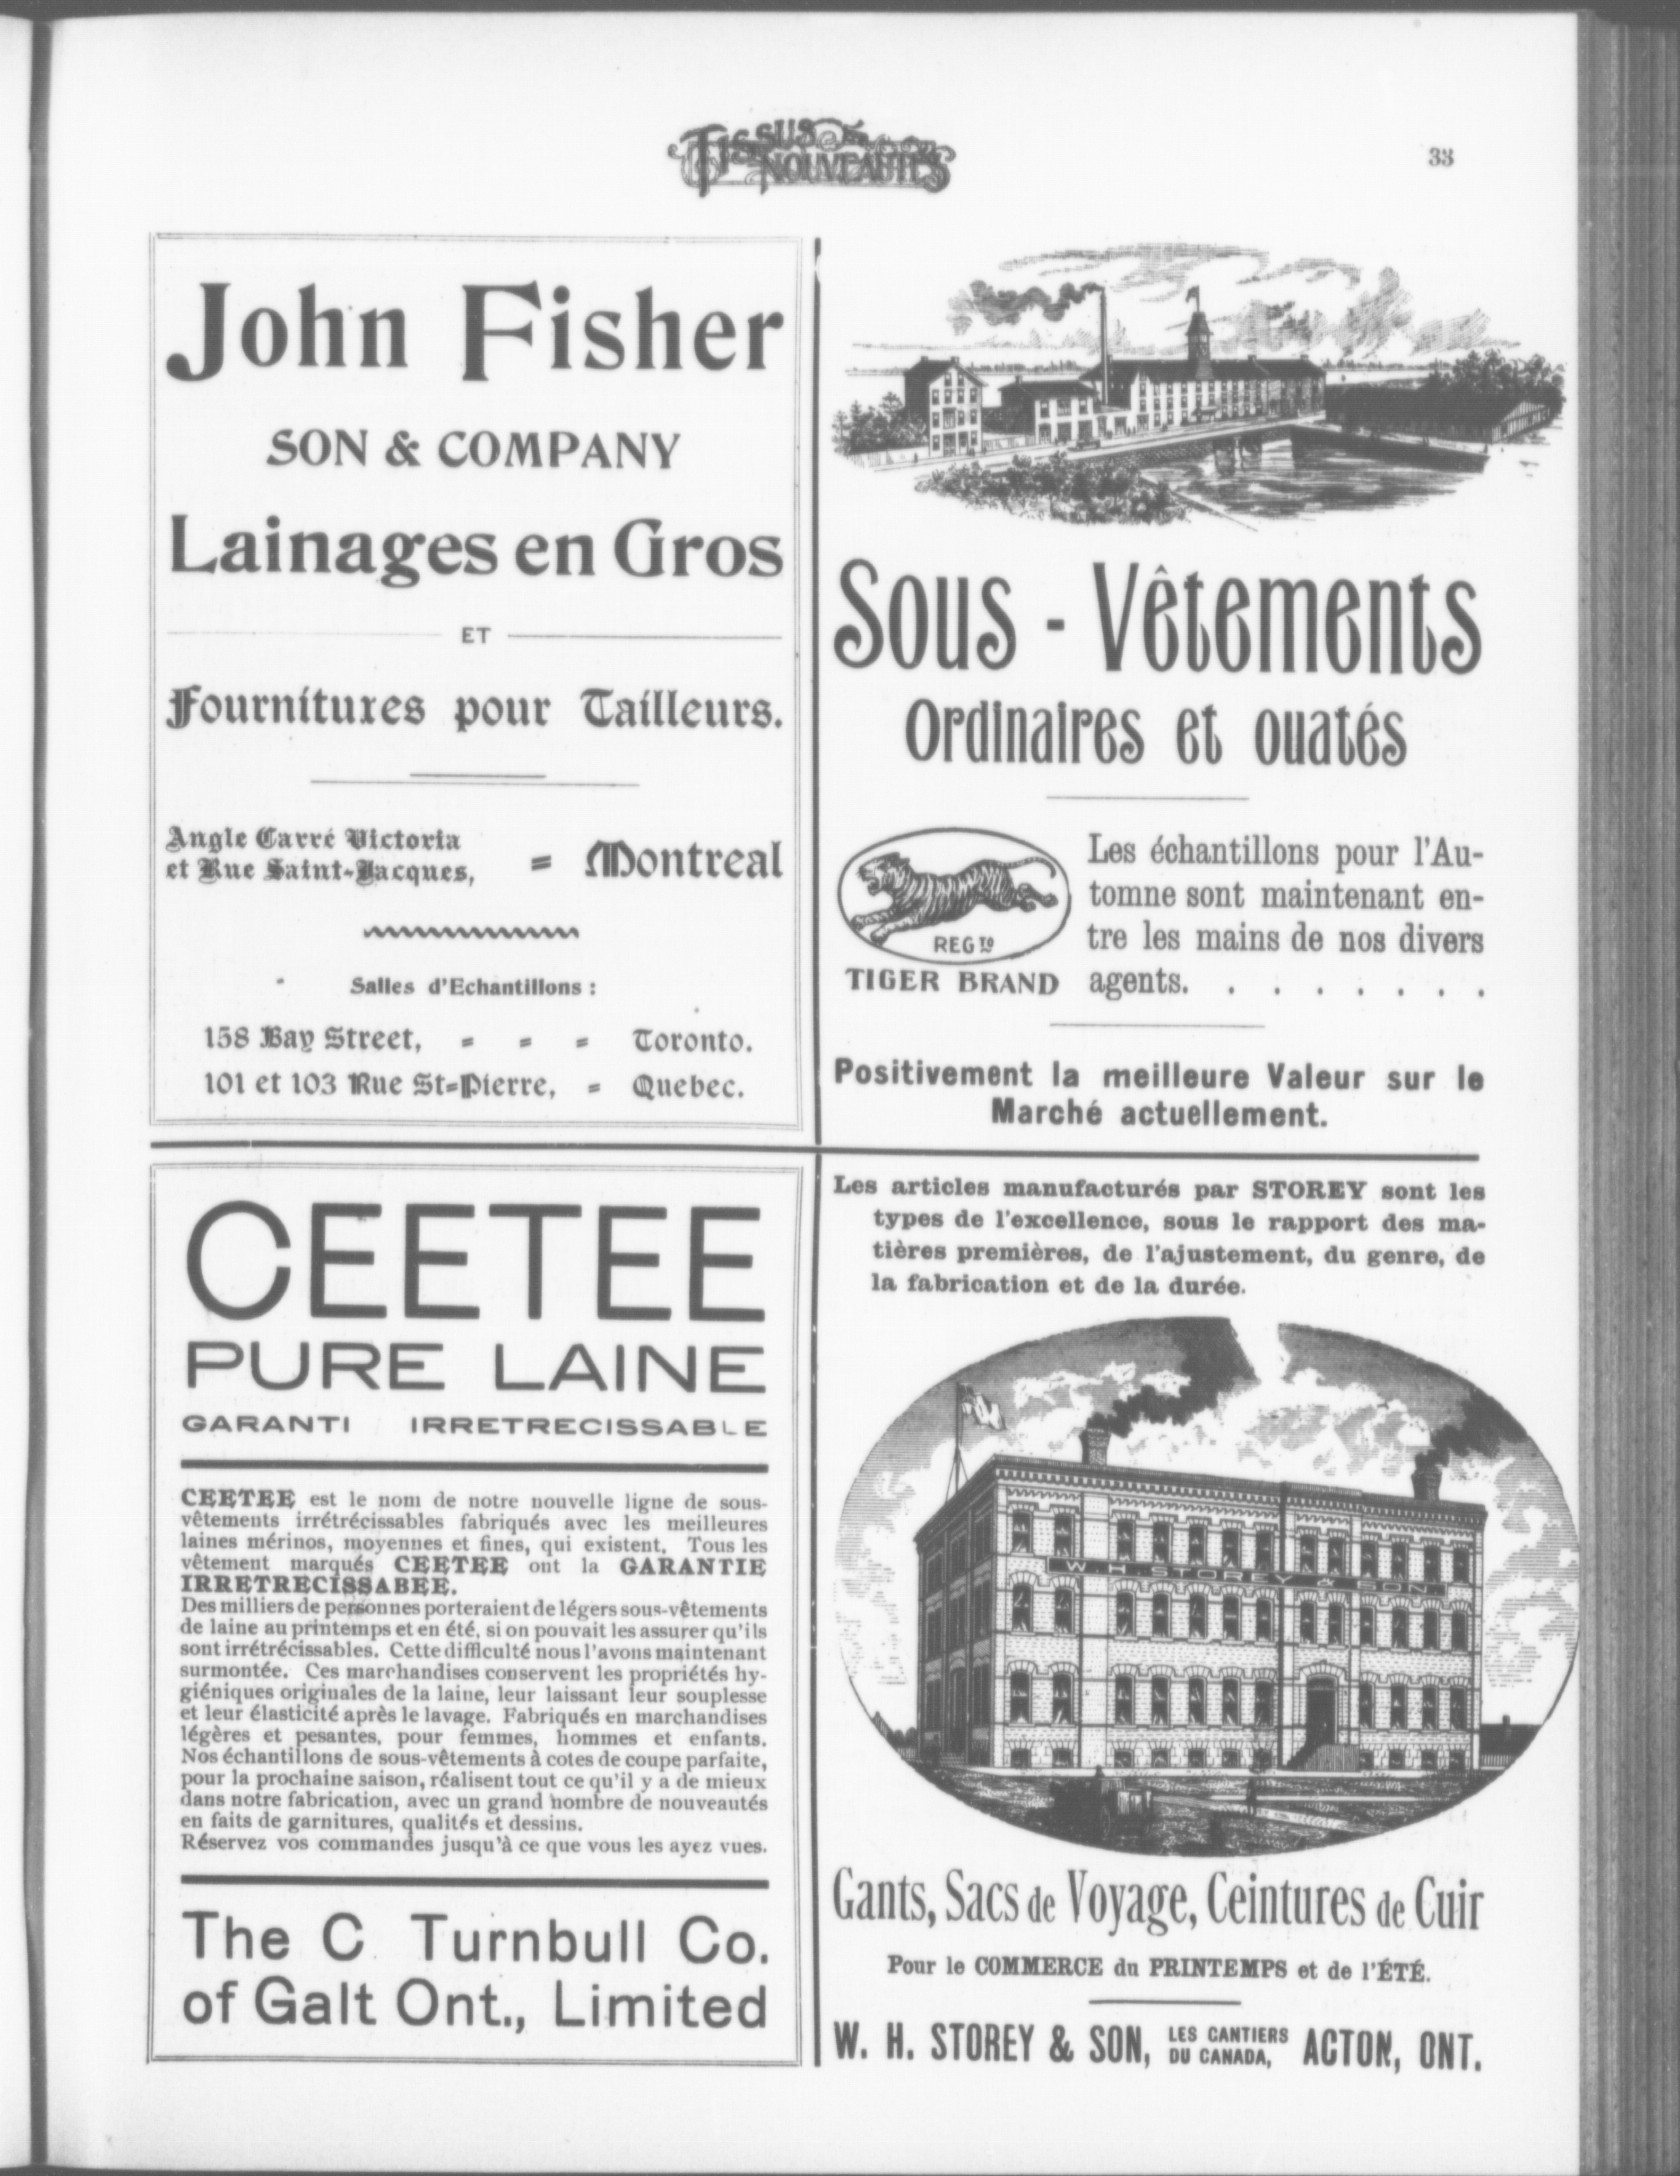 TISSUS & NOUVEAUTÉS
33
John Fisher
SON & COMPANY
Lainages en Gros
ET
Fournitures pour Tailleurs.
Angle Carré Victoria
et Rue Saint-Jacques, = Montreal
Salles d'Echantillons :
158 Bay Street, = = = Toronto.
101 et 103 Rue St=Pierre, = Quebec.
Sous - Vêtements
Ordinaires et ouatés
REG TD
TIGER BRAND
Les échantillons pour l'Au-
tomne sont maintenant en-
tre les mains de nos divers
agents. . . . . . . .
Positivement la meilleure Valeur sur le
Marché actuellement.
CEETEE
PURE LAINE
GARANTI IRRETRECISSABLE
CEETEE est le nom de notre nouvelle ligne de sous-
vêtements irrétrécissables fabriqués avec les meilleures
laines mérinos, moyennes et fines, qui existent. Tous les
vêtement marqués CEETEE ont la GARANTIE
IRRETRECISSABEE.
Des milliers de personnes porteraient de légers sous-vêtements
de laine au printemps et en été, si on pouvait les assurer qu'ils
sont irrétrécissables. Cette difficulté nous l'avons maintenant
surmontée. Ces marchandises conservent les propriétés hy-
giéniques originales de la laine, leur laissant leur souplesse
et leur élasticité après le lavage. Fabriqués en marchandises
légères et pesantes, pour femmes, hommes et enfants.
Nos échantillons de sous-vêtements à cotes de coupe parfaite,
pour la prochaine saison, réalisent tout ce qu'il y a de mieux
dans notre fabrication, avec un grand nombre de nouveautés
en faits de garnitures, qualités et dessins.
Réservez vos commandes jusqu'à ce que vous les ayez vues.
The C Turnbull Co.
of Galt Ont., Limited
Les articles manufacturés par STOREY sont les
types de l'excellence, sous le rapport des ma-
tières premières, de l'ajustement, du genre, de
la fabrication et de la durée.
W. H. STOREY & SON
Gants, Sacs de Voyage, Ceintures de Cuir
Pour le COMMERCE du PRINTEMPS et de l'ÉTÉ.
W. H. STOREY & SON, LES GANTIERS DU CANADA, ACTON, ONT.